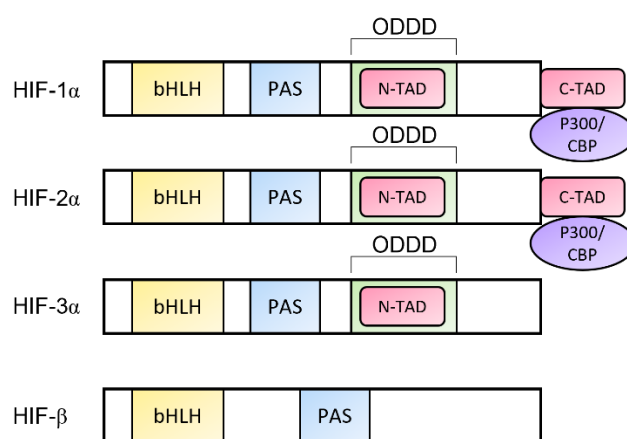 ODDD
HIF-1α bHLH PAS N-TAD C-TAD
P300/
CBP
ODDD
HIF-2α bHLH PAS N-TAD C-TAD
P300/
CBP
ODDD
HIF-3α bHLH PAS N-TAD
HIF-β bHLH PAS